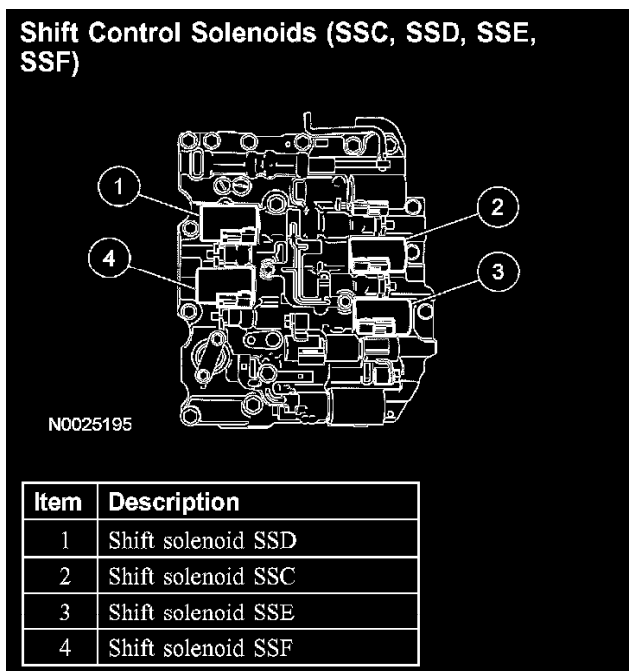 Shift Control Solenoids (SSC, SSD, SSE,
SSF)
1
2
4
3
N0025195
Item Description
1 Shift solenoid SSD
2 Shift solenoid SSC
3 Shift solenoid SSE
4 Shift solenoid SSF